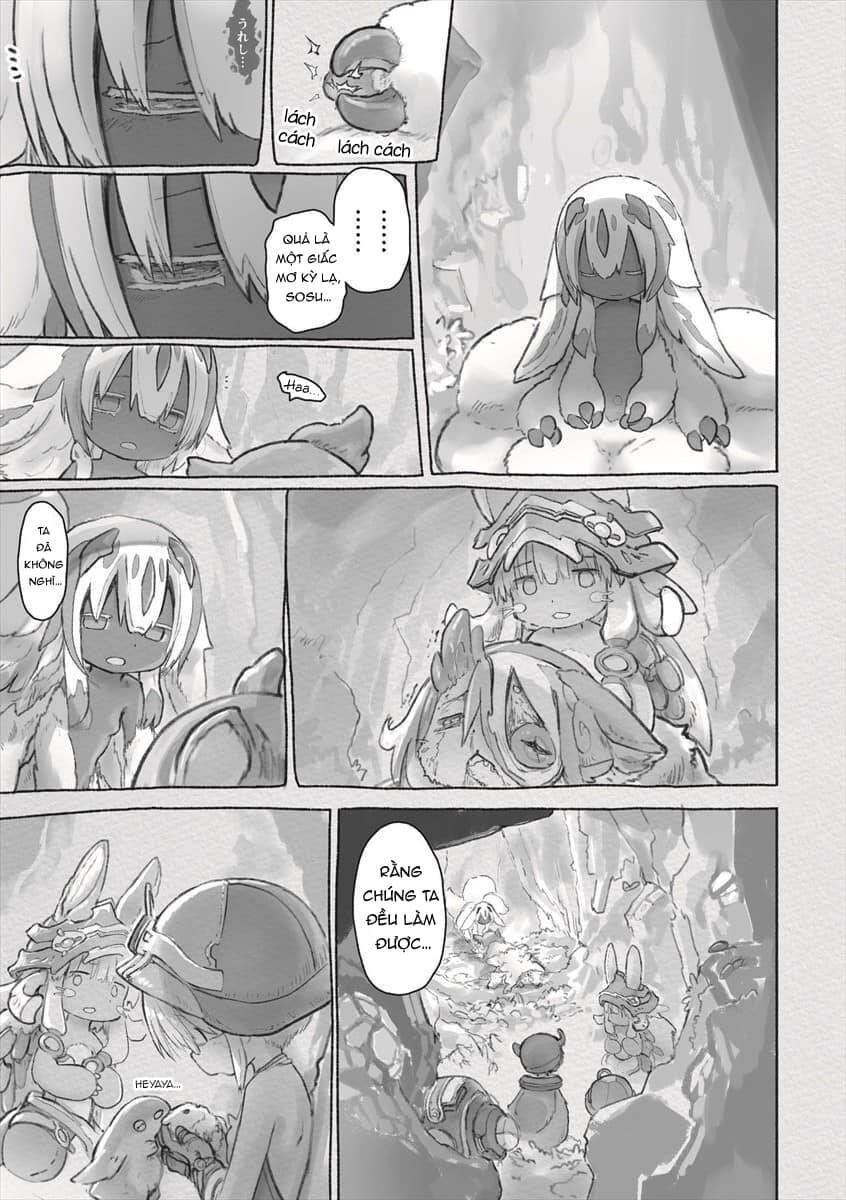 lách
cách
lách cách
うれし…
………
………
QUẢ LÀ
MỘT GIẤC
MƠ KỲ LẠ,
SOSU...
Haa...
TA
ĐÃ
KHÔNG
NGHĨ...
RẰNG
CHÚNG TA
ĐỀU LÀM
ĐƯỢC...
HEYAYA...